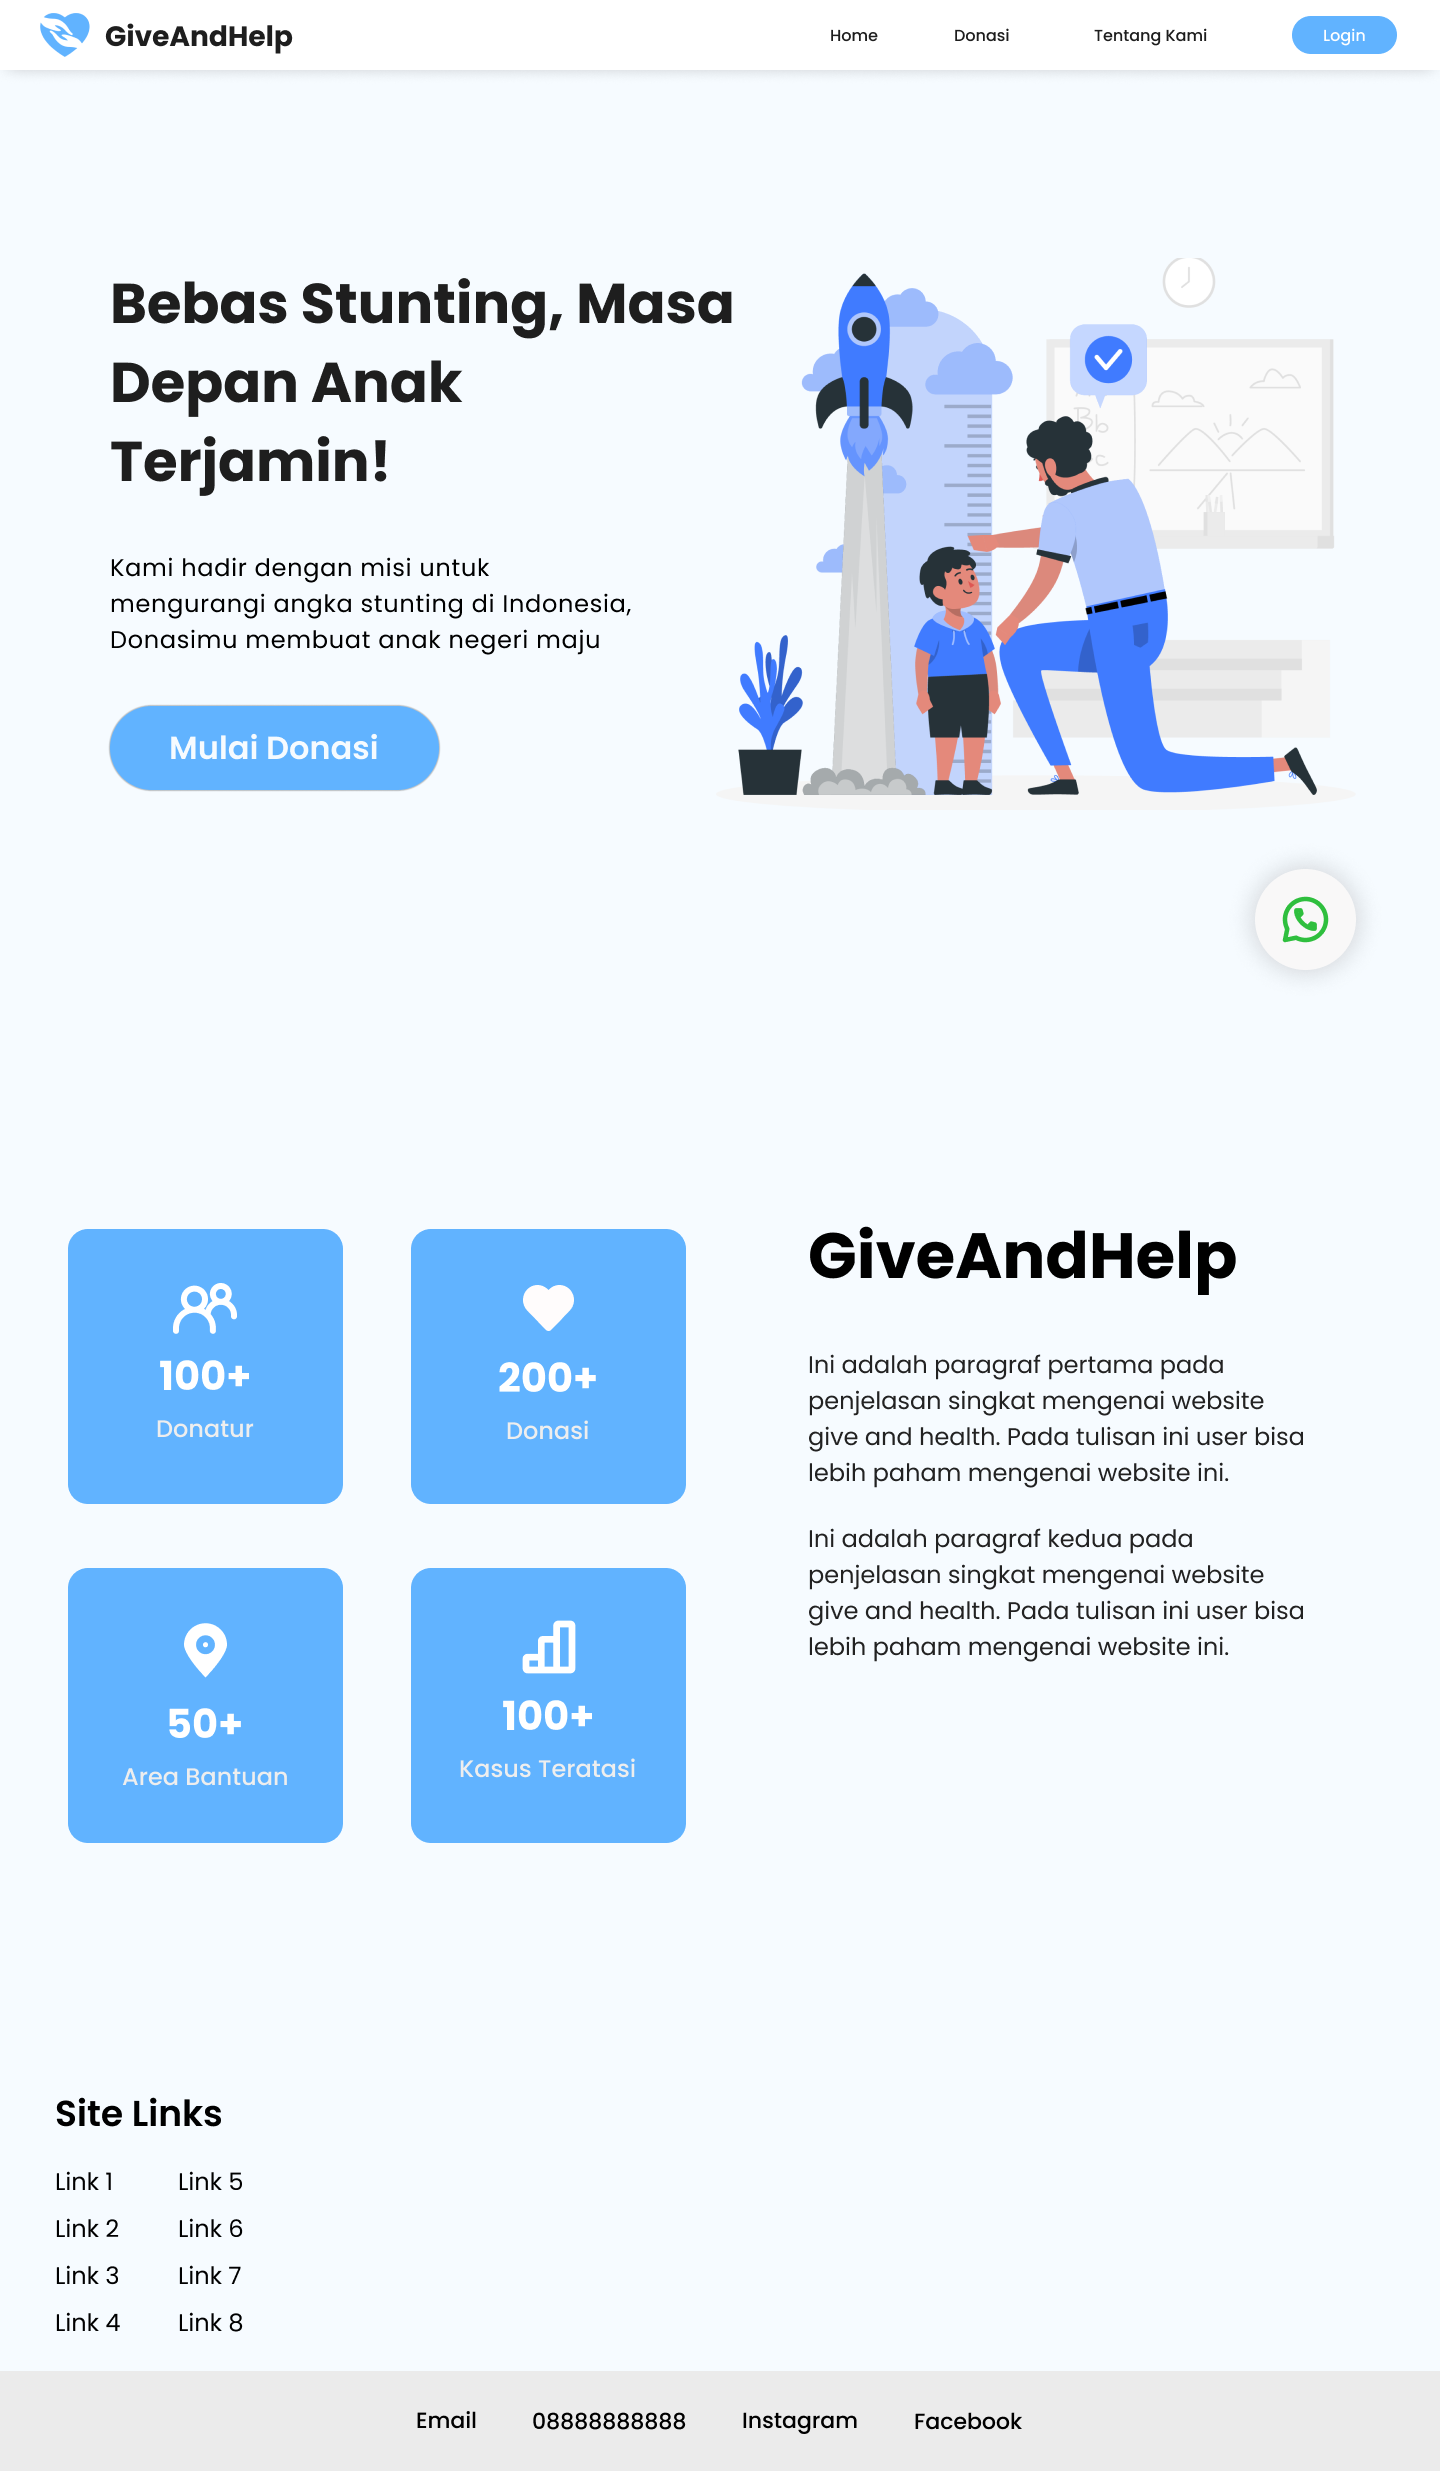 GiveAndHelp
Home
Donasi
Tentang Kami
Login
Bebas Stunting, Masa
Depan Anak
Terjamin!
Kami hadir dengan misi untuk
mengurangi angka stunting di Indonesia,
Donasimu membuat anak negeri maju
Mulai Donasi
Bb
c
100+
Donatur
200+
Donasi
50+
Area Bantuan
100+
Kasus Teratasi
GiveAndHelp
Ini adalah paragraf pertama pada
penjelasan singkat mengenai website
give and health. Pada tulisan ini user bisa
lebih paham mengenai website ini.
Ini adalah paragraf kedua pada
penjelasan singkat mengenai website
give and health. Pada tulisan ini user bisa
lebih paham mengenai website ini.
Site Links
Link 1
Link 2
Link 3
Link 4
Link 5
Link 6
Link 7
Link 8
Email
08888888888
Instagram
Facebook